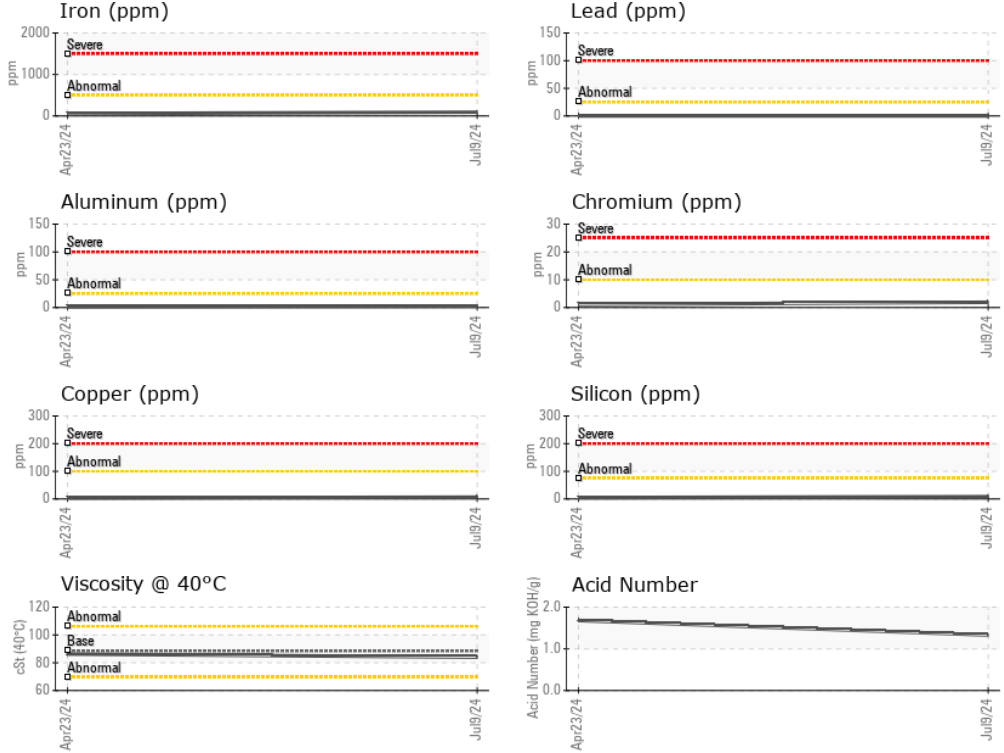 Iron (ppm)
2000
1000
0
ppm
Severe
Abnormal
Apr23/24
Jul9/24
Lead (ppm)
150
100
50
0
ppm
Severe
Abnormal
Apr23/24
Jul9/24
Aluminum (ppm)
150
100
50
0
ppm
Severe
Abnormal
Apr23/24
Jul9/24
Chromium (ppm)
30
20
10
0
ppm
Severe
Abnormal
Apr23/24
Jul9/24
Copper (ppm)
300
200
100
0
ppm
Severe
Abnormal
Apr23/24
Jul9/24
Silicon (ppm)
300
200
100
0
ppm
Severe
Abnormal
Apr23/24
Jul9/24
Viscosity @ 40°C
120
100
80
60
cSt (40°C)
Abnormal
Base
Abnormal
Apr23/24
Jul9/24
Acid Number
2.0
1.0
0.0
Acid Number (mg KOH/g)
Apr23/24
Jul9/24